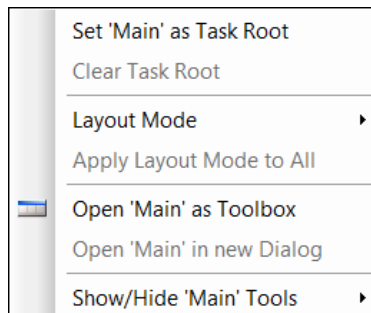 Set 'Main' as Task Root
Clear Task Root
Layout Mode
Apply Layout Mode to All
Open 'Main' as Toolbox
Open 'Main' in new Dialog
Show/Hide 'Main' Tools